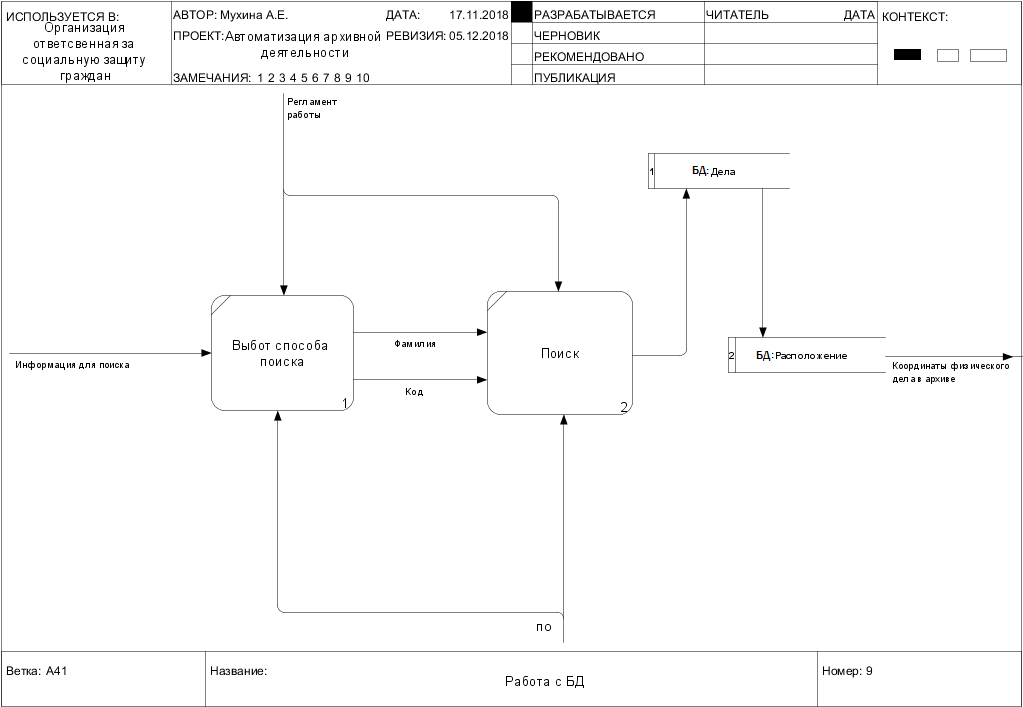 ИСПОЛЬЗУЕТСЯ В:
Организация
ответсвенная за
социальную защиту
граждан
АВТОР: Мухина А.Е.
ДАТА: 17.11.2018
ПРОЕКТ:Автоматизация архивной
деятельности
РЕВИЗИЯ: 05.12.2018
ЗАМЕЧАНИЯ: 1 2 3 4 5 6 7 8 9 10
РАЗРАБАТЫВАЕТСЯ
ЧЕРНОВИК
РЕКОМЕНДОВАНО
ПУБЛИКАЦИЯ
ЧИТАТЕЛЬ ДАТА
КОНТЕКСТ:
Регламент
работы
1 БД:Дела
Информация для поиска
Выбот способа
поиска
1
Фамилия
Код
Поиск
2
2 БД:Расположение
Координаты физического
дела в архиве
ПО
Ветка: А41
Название:
Работа с БД
Номер: 9